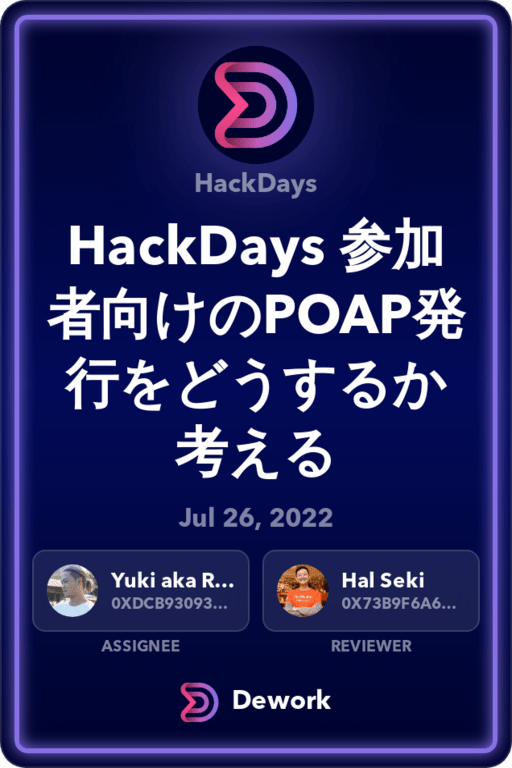 HackDays
HackDays 参加
者向けのPOAP発
行をどうするか
考える
Jul 26, 2022
Yuki aka R...
0XDCB93093...
ASSIGNEE
Hal Seki
0X73B9F6A6...
REVIEWER
Dework